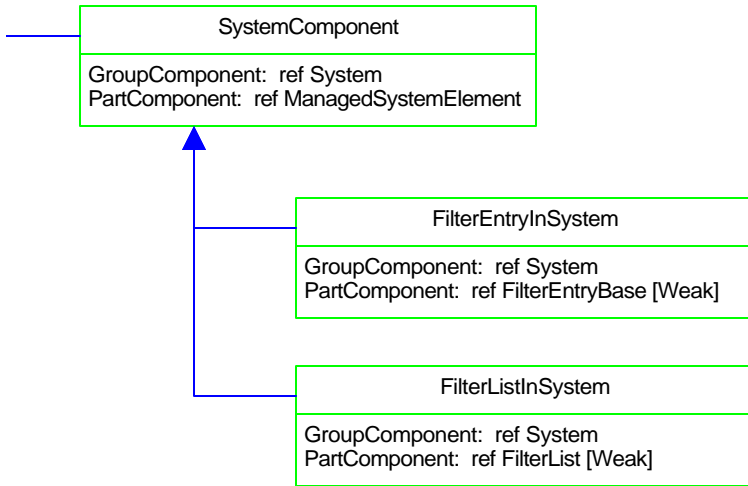 SystemComponent
GroupComponent: ref System
PartComponent: ref ManagedSystemElement
FilterEntryInSystem
GroupComponent: ref System
PartComponent: ref FilterEntryBase [Weak]
FilterListInSystem
GroupComponent: ref System
PartComponent: ref FilterList [Weak]